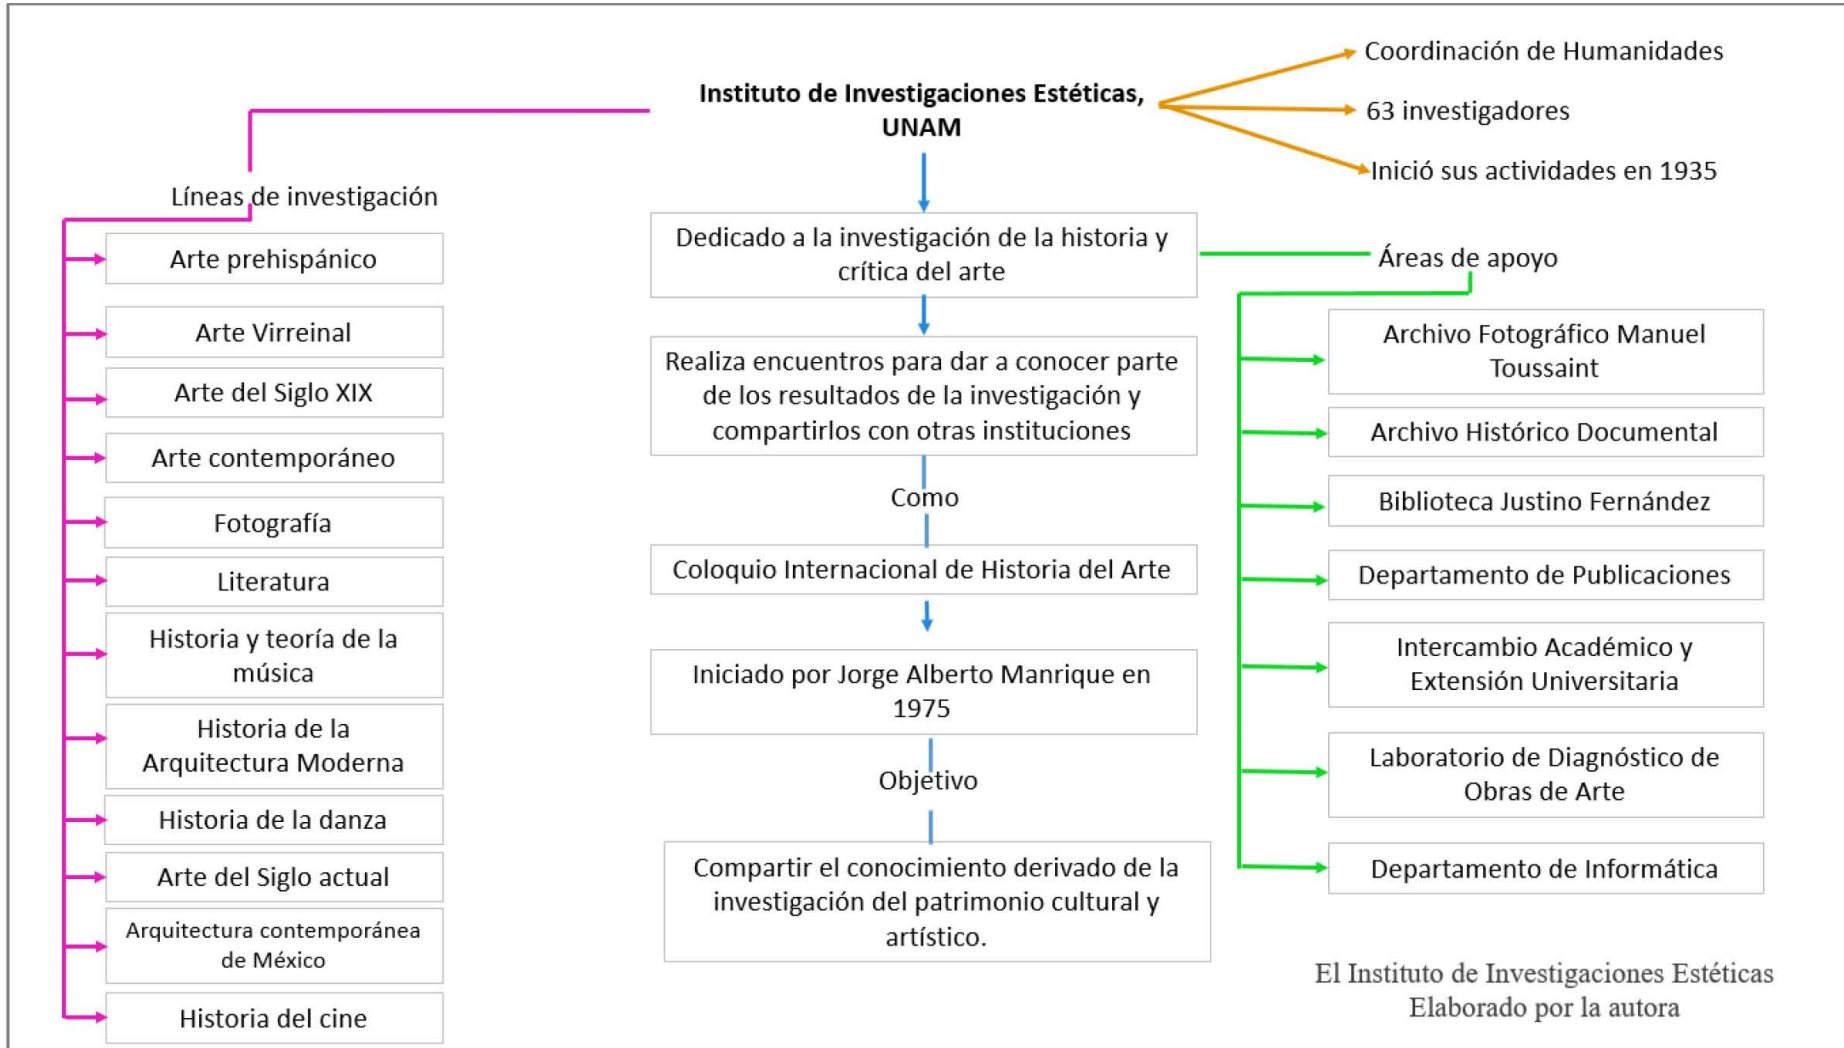 Instituto de Investigaciones Estéticas,
UNAM
Coordinación de Humanidades
63 investigadores
Inició sus actividades en 1935
Líneas de investigación
Arte prehispánico
Arte Virreinal
Arte del Siglo XIX
Arte contemporáneo
Fotografía
Literatura
Historia y teoría de la
música
Historia de la
Arquitectura Moderna
Historia de la danza
Arte del Siglo actual
Arquitectura contemporánea
de México
Historia del cine
Dedicado a la investigación de la historia y
crítica del arte
Realiza encuentros para dar a conocer parte
de los resultados de la investigación y
compartirlos con otras instituciones
Como
Coloquio Internacional de Historia del Arte
Iniciado por Jorge Alberto Manrique en
1975
Objetivo
Compartir el conocimiento derivado de la
investigación del patrimonio cultural y
artístico.
Áreas de apoyo
Archivo Fotográfico Manuel
Toussaint
Archivo Histórico Documental
Biblioteca Justino Fernández
Departamento de Publicaciones
Intercambio Académico y
Extensión Universitaria
Laboratorio de Diagnóstico de
Obras de Arte
Departamento de Informática
El Instituto de Investigaciones Estéticas
Elaborado por la autora